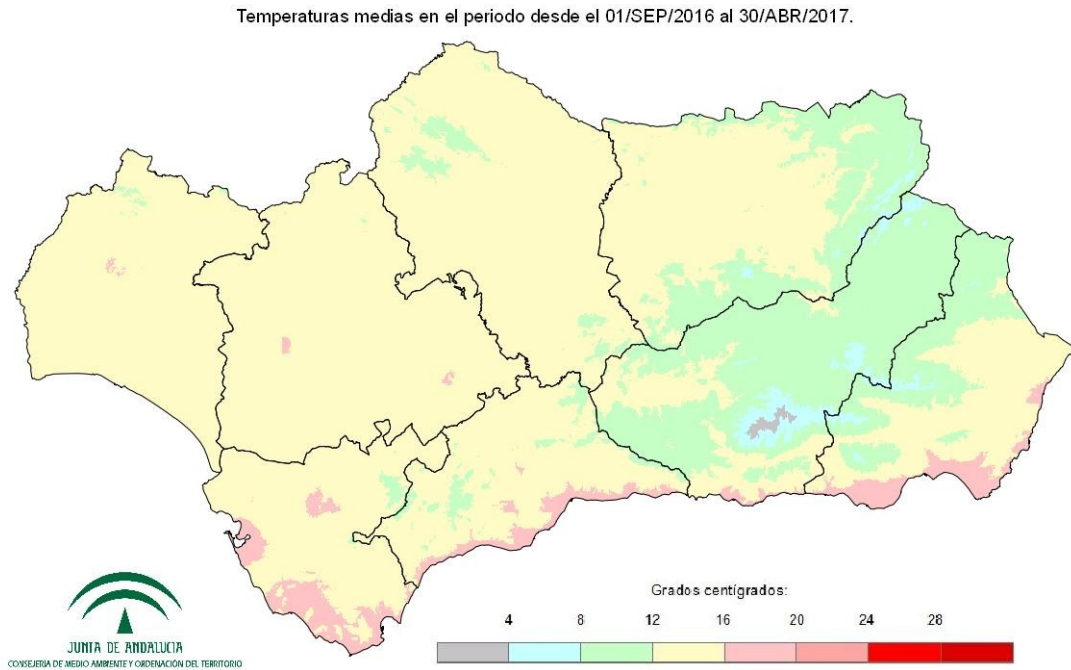 Temperaturas medias en el periodo desde el 01/SEP/2016 al 30/ABR/2017.
Grados centígrados:
4 8 12 16 20 24 28
JUNTA DE ANDALUCIA
CONSEJERÍA DE MEDIO AMBIENTE Y ORDENACIÓN DEL TERRITORIO